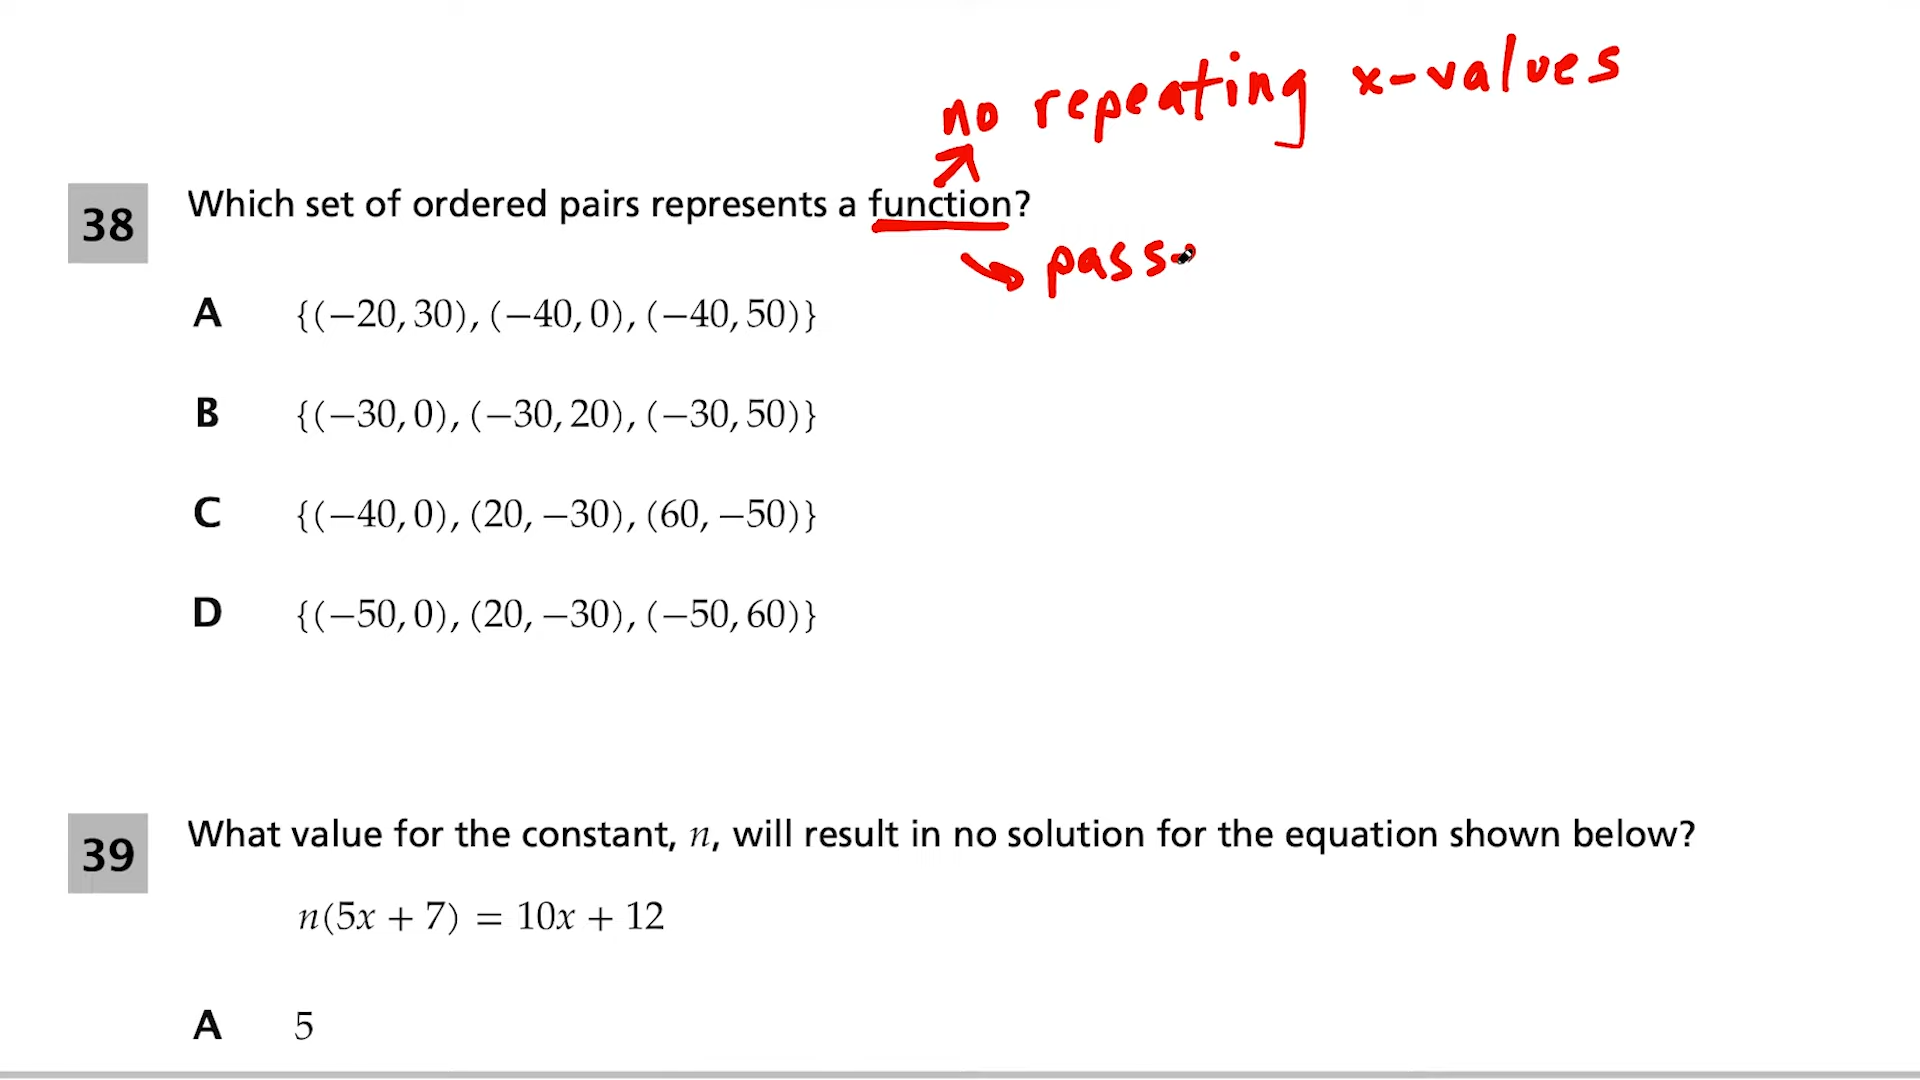 no repeating x-values
38 Which set of ordered pairs represents a function?
pass
A {(−20, 30), (−40, 0), (−40, 50)}
B {(−30, 0), (−30, 20), (−30, 50)}
C {(−40, 0), (20, −30), (60, −50)}
D {(−50, 0), (20, −30), (−50, 60)}
39 What value for the constant, n, will result in no solution for the equation shown below?
n(5x + 7) = 10x + 12
A 5